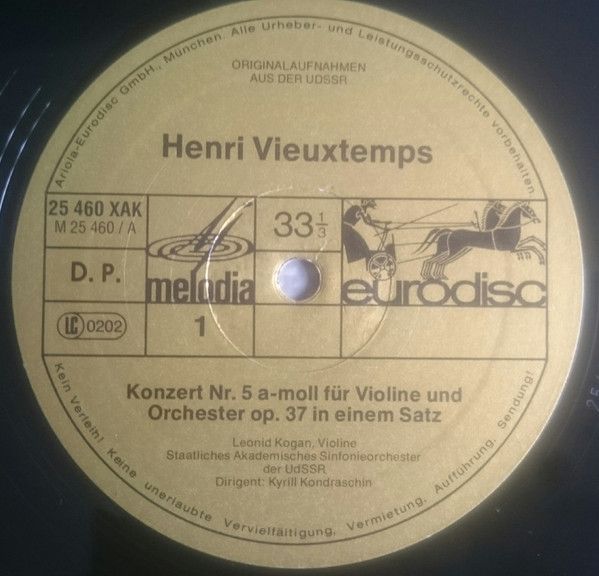 Ariola-Eurodisc GmbH., München. Alle Urheber- und Leistungsschutzrechte vorbehalten.
ORIGINALAUFNAHMEN
AUS DER UDSSR
Henri Vieuxtemps
25 460 XAK
M 25 460 / A
33 1/3
D. P.
melodia
eurodisc
LC 0202
1
Konzert Nr. 5 a-moll für Violine und
Orchester op. 37 in einem Satz
Leonid Kogan, Violine
Staatliches Akademisches Sinfonieorchester
der UdSSR
Dirigent: Kyrill Kondraschin
Kein Verleih! Keine unerlaubte Vervielfältigung, Vermietung, Aufführung, Sendung!